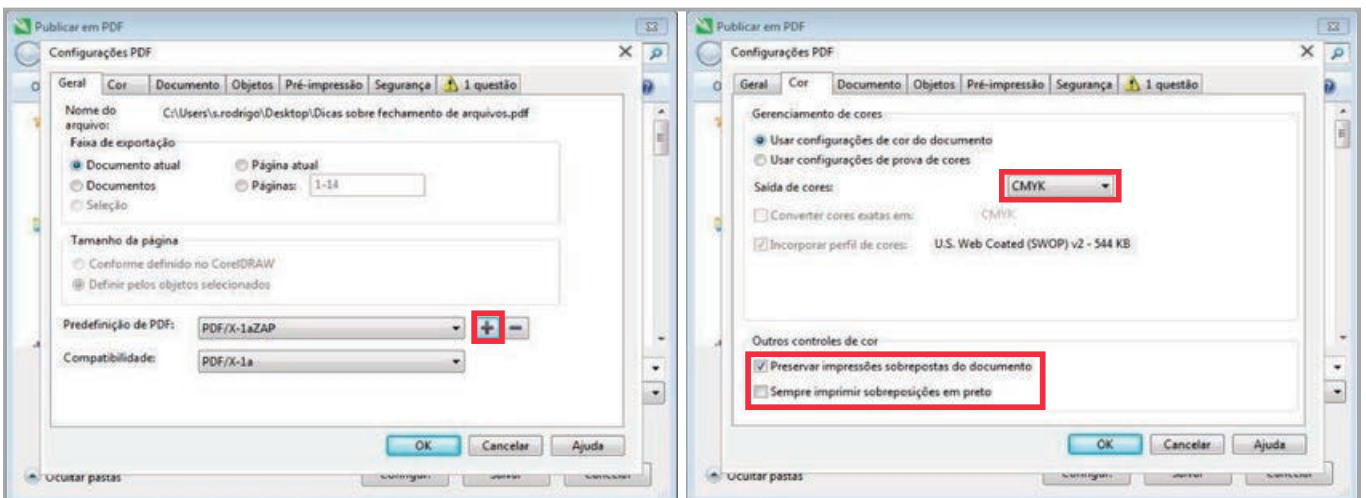 Publicar em PDF
Configurações PDF
Geral Cor Documento Objetos Pré-impressão Segurança 1 questão
Nome do arquivo: C:\Users\s.rodrigo\Desktop\Dicas sobre fechamento de arquivos.pdf
Faixa de exportação
Documento atual Página atual
Documentos Páginas: 1-14
Seleção
Tamanho da página
Conforme definido no CorelDRAW
Definir pelos objetos selecionados
Predefinição de PDF: PDF/X-1aZAP
Compatibilidade: PDF/X-1a
OK Cancelar Ajuda
Ocultar pastas
Publicar em PDF
Configurações PDF
Geral Cor Documento Objetos Pré-impressão Segurança 1 questão
Gerenciamento de cores
Usar configurações de cor do documento
Usar configurações de prova de cores
Saída de cores: CMYK
Converter cores exatas em: CMYK
Incorporar perfil de cores: U.S. Web Coated (SWOP) v2 - 544 KB
Outros controles de cor
Preservar impressões sobrepostas do documento
Sempre imprimir sobreposições em preto
OK Cancelar Ajuda
Ocultar pastas